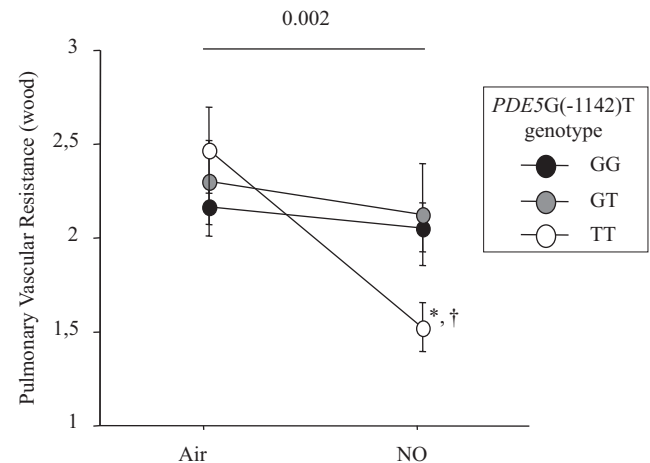 0.002
3
2,5
2
1,5
1
Pulmonary Vascular Resistance (wood)
Air
NO
*, †
PDE5G(-1142)T
genotype
GG
GT
TT